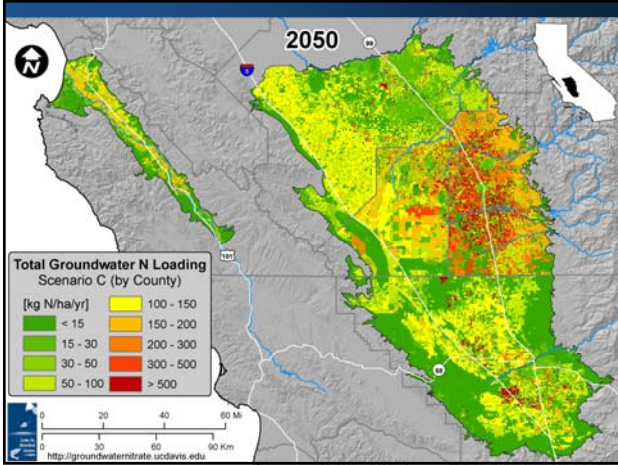 2050
N
5
99
101
58
Total Groundwater N Loading
Scenario C (by County)
[kg N/ha/yr]
< 15
15 - 30
30 - 50
50 - 100
100 - 150
150 - 200
200 - 300
300 - 500
> 500
0 20 40 60 Mi
0 30 60 90 Km
http://groundwaternitrate.ucdavis.edu